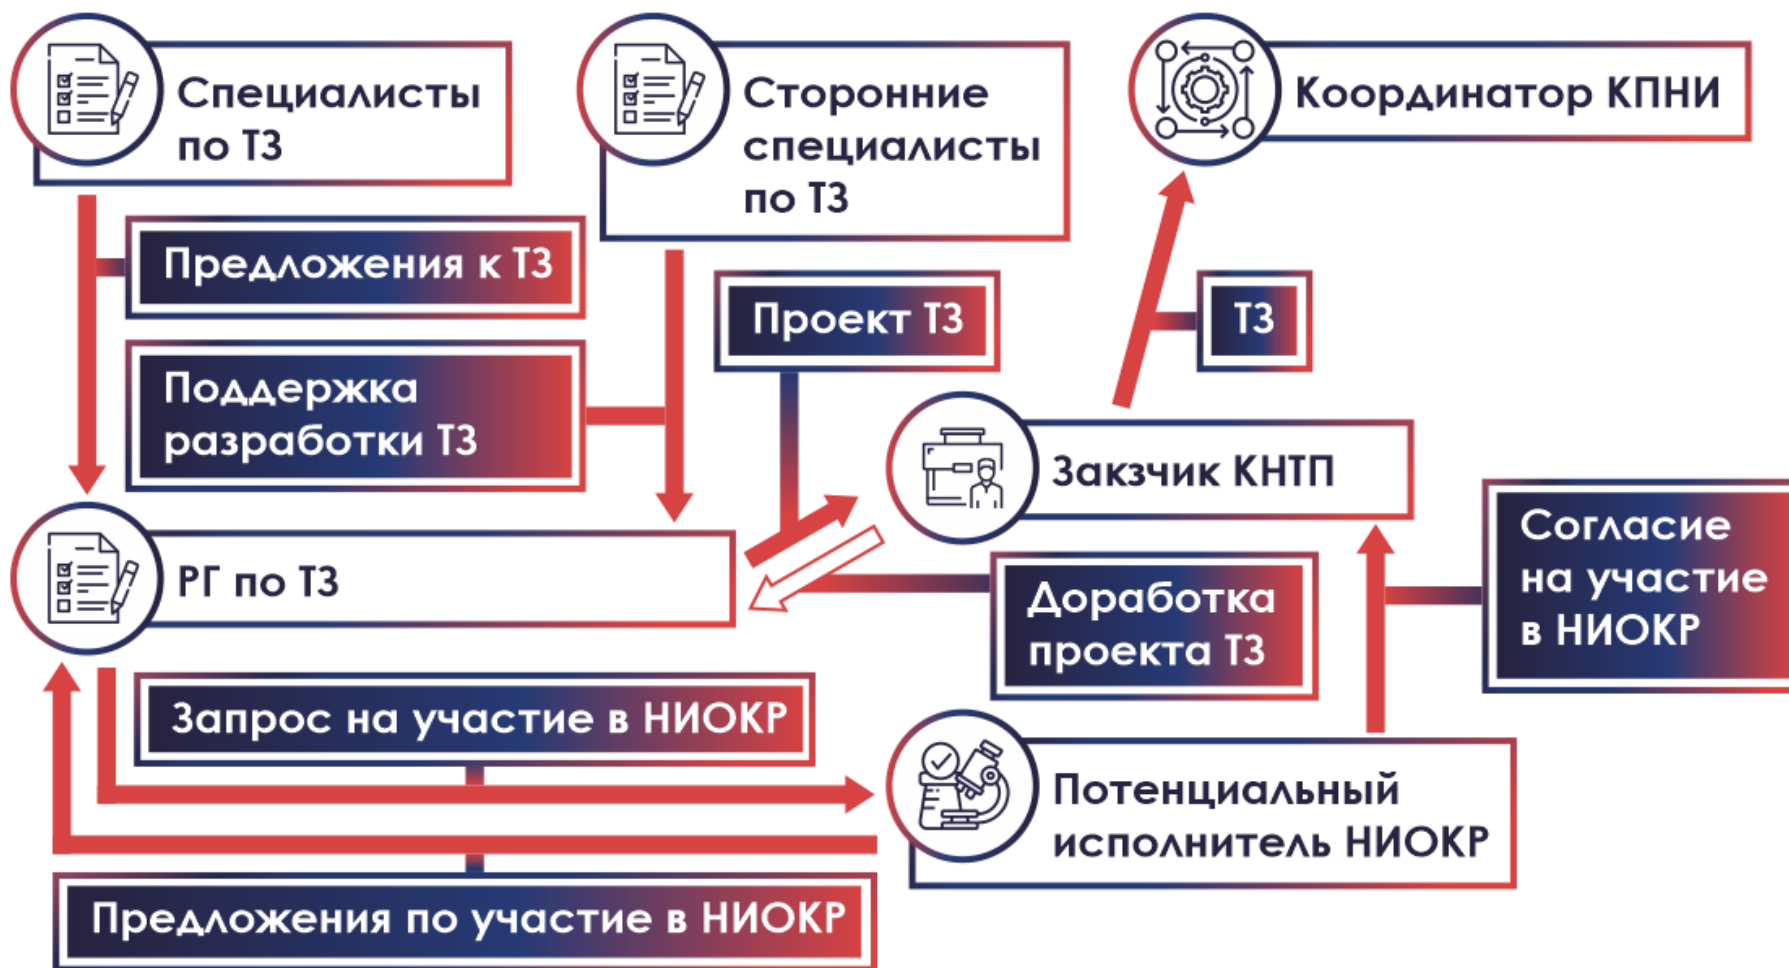 Специалисты
по ТЗ
Сторонние
специалисты
по ТЗ
Координатор КПНИ
Предложения к ТЗ
Проект ТЗ
ТЗ
Поддержка
разработки ТЗ
Закзчик КНТП
Согласие
на участие
в НИОКР
РГ по ТЗ
Доработка
проекта ТЗ
Запрос на участие в НИОКР
Потенциальный
исполнитель НИОКР
Предложения по участие в НИОКР